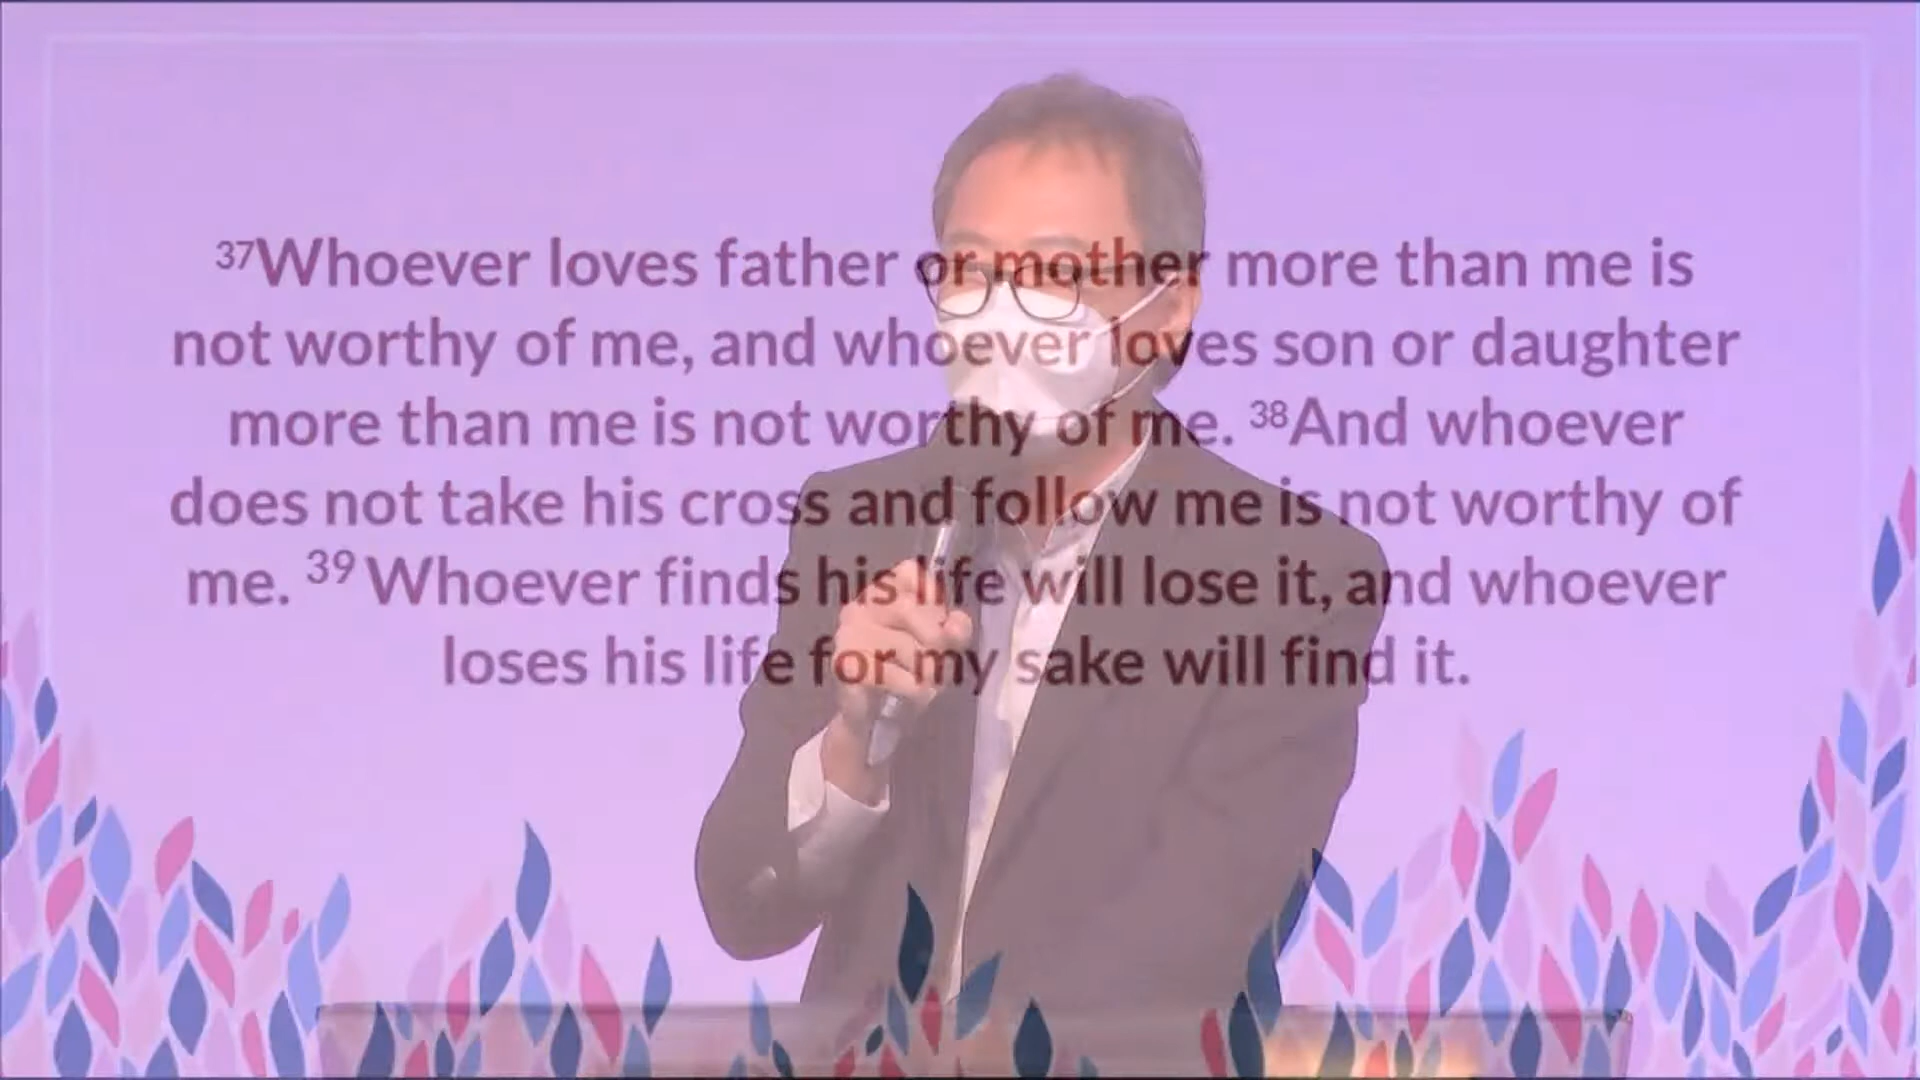 37Whoever loves father or mother more than me is
not worthy of me, and whoever loves son or daughter
more than me is not worthy of me. 38And whoever
does not take his cross and follow me is not worthy of
me. 39 Whoever finds his life will lose it, and whoever
loses his life for my sake will find it.